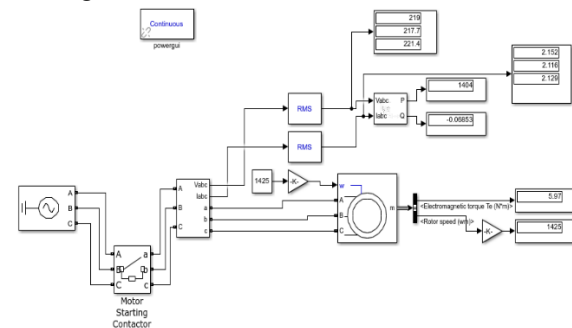 Continuous
powergui
219
217.7
221.4
2.152
2.116
2.129
RMS
Vabc
Iabc
P
Q
1404
-0.06853
RMS
1425
-K-
w
A
B
C
m
Vabc
Iabc
a
b
c
A
B
C
A
B
C
A
B
C
a
b
c
<Electromagnetic torque Te (N*m)>
5.97
<Rotor speed (wm)>
-K-
1425
Motor
Starting
Contactor